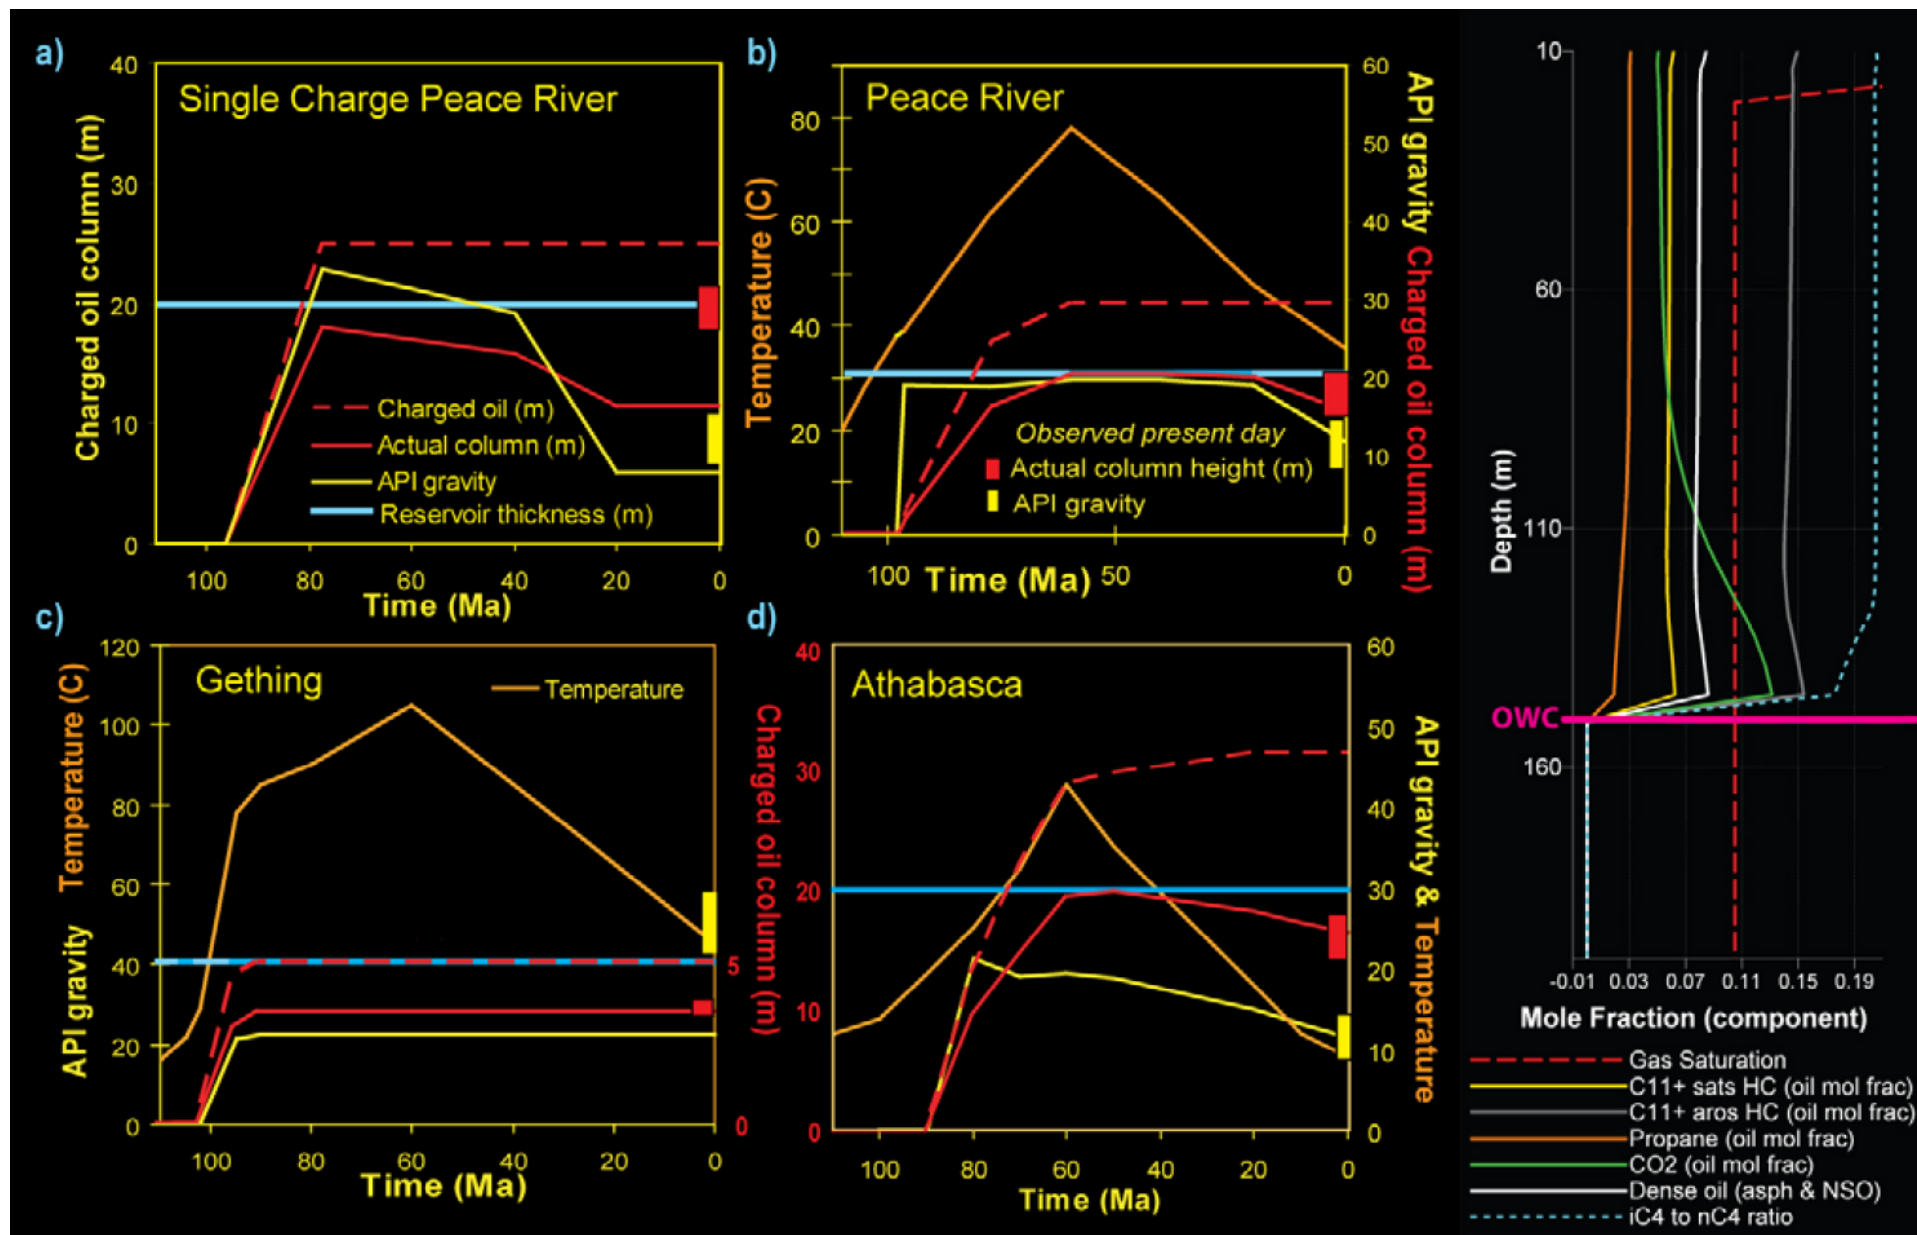 a)
Single Charge Peace River
Charged oil column (m)
40
30
20
10
0
Charged oil (m)
Actual column (m)
API gravity
Reservoir thickness (m)
100
80
60
40
20
0
Time (Ma)
b)
Peace River
Temperature (C)
80
60
40
20
0
60
50
40
30
20
10
0
API gravity
Charged oil column (m)
Observed present day
Actual column height (m)
API gravity
100
50
0
Time (Ma)
c)
Gething
Temperature
API gravity
Temperature (C)
120
100
80
60
40
20
0
5
0
Charged oil column (m)
100
80
60
40
20
0
Time (Ma)
d)
Athabasca
40
30
20
10
0
60
50
40
30
20
10
0
API gravity & Temperature
100
80
60
40
20
0
Time (Ma)
Depth (m)
10
60
110
OWC
160
-0.01
0.03
0.07
0.11
0.15
0.19
Mole Fraction (component)
Gas Saturation
C11+ sats HC (oil mol frac)
C11+ aros HC (oil mol frac)
Propane (oil mol frac)
CO2 (oil mol frac)
Dense oil (asph & NSO)
iC4 to nC4 ratio